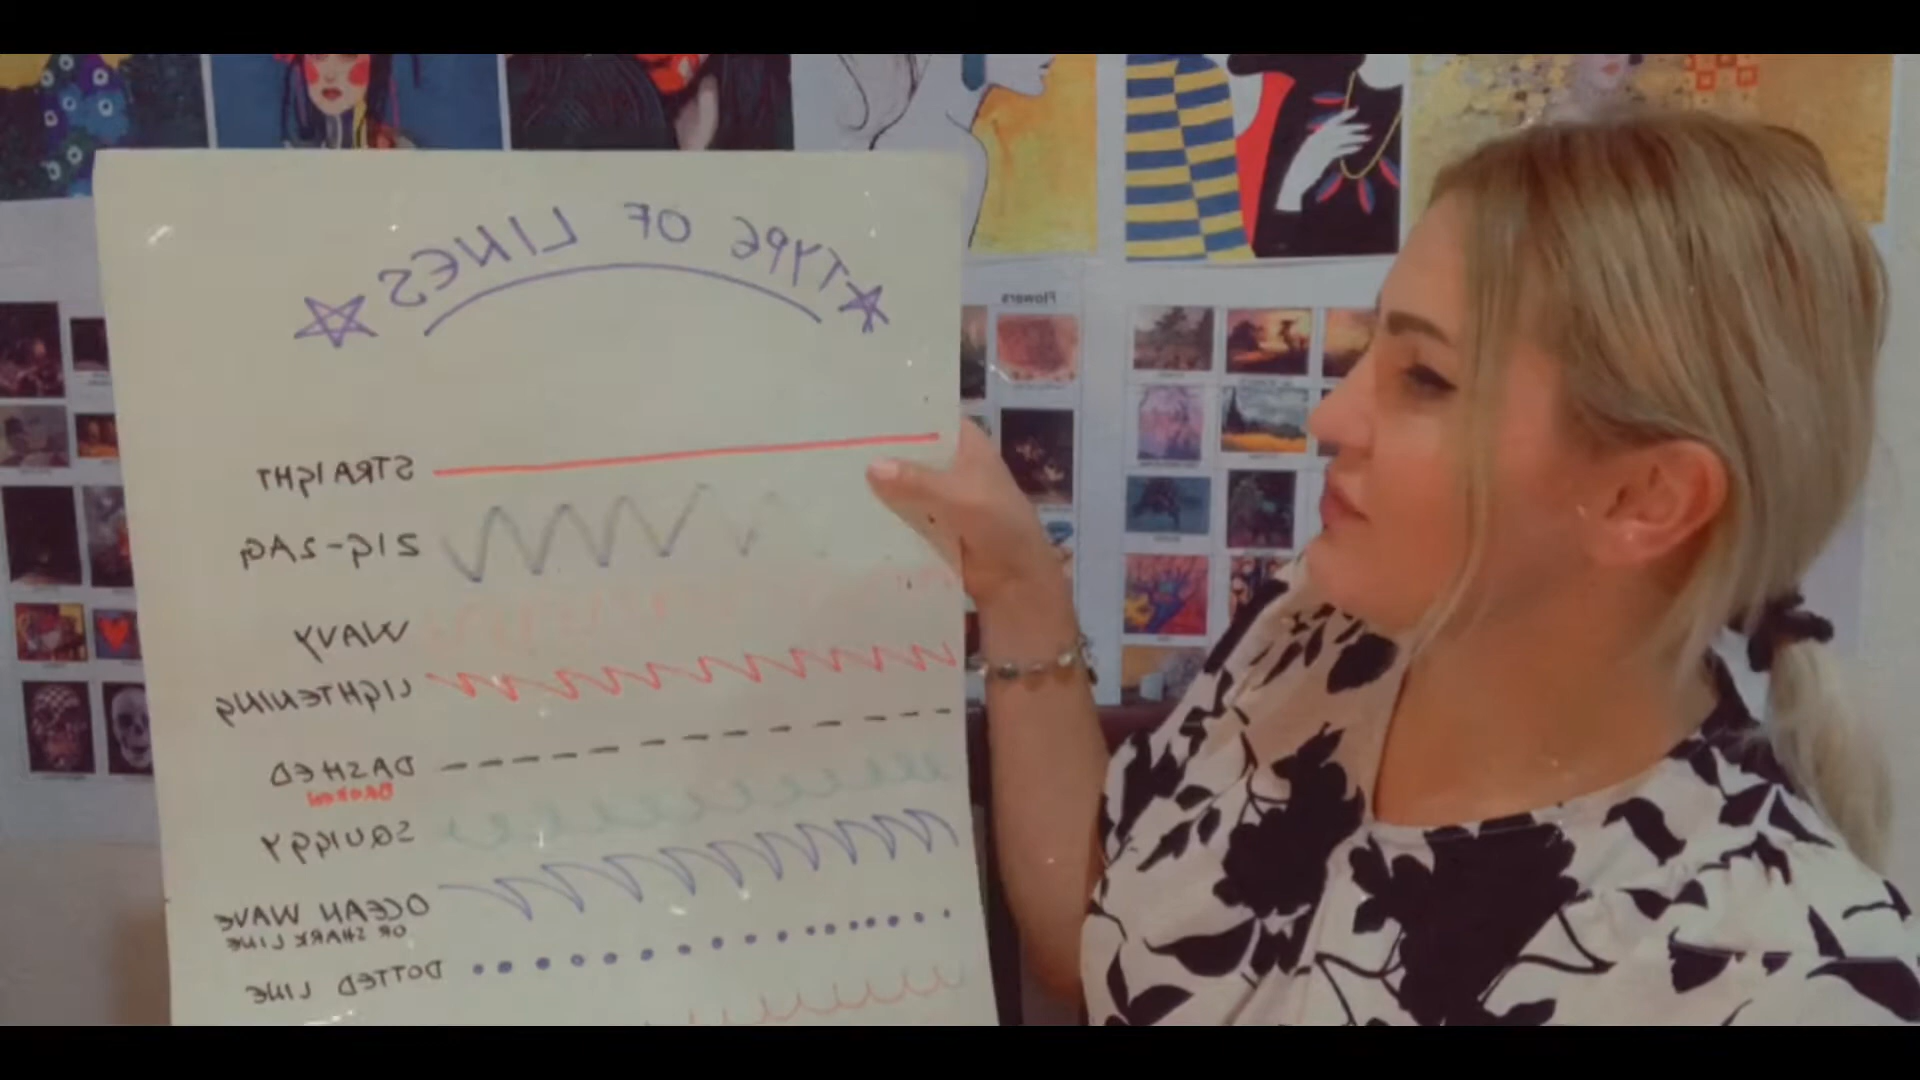 TYPE OF LINES
Flowers
STRAIGHT
ZIG-ZAG
WAVY
LIGHTENING
DASHED
BROKEN
SQUIGGY
OCEAN WAVE
OR SHARK LINE
DOTTED LINE